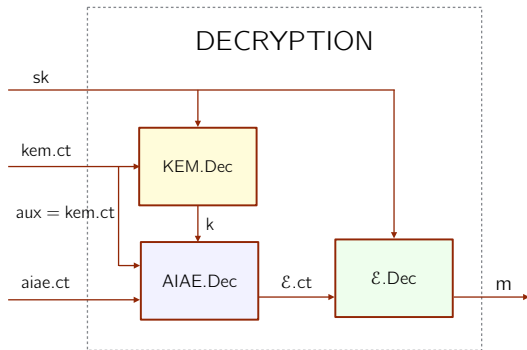 DECRYPTION
sk
kem.ct
KEM.Dec
aux = kem.ct
k
aiae.ct
AIAE.Dec
ℰ.ct
ℰ.Dec
m